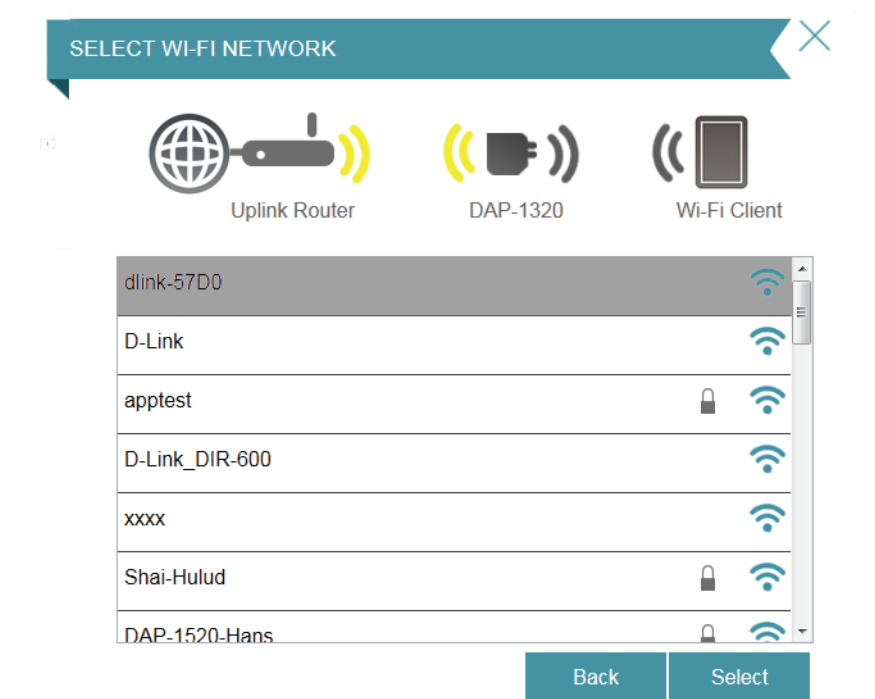 SELECT WI-FI NETWORK
Uplink Router DAP-1320 Wi-Fi Client
dlink-57D0
D-Link
apptest
D-Link_DIR-600
xxxx
Shai-Hulud
DAP-1520-Hans
Back Select